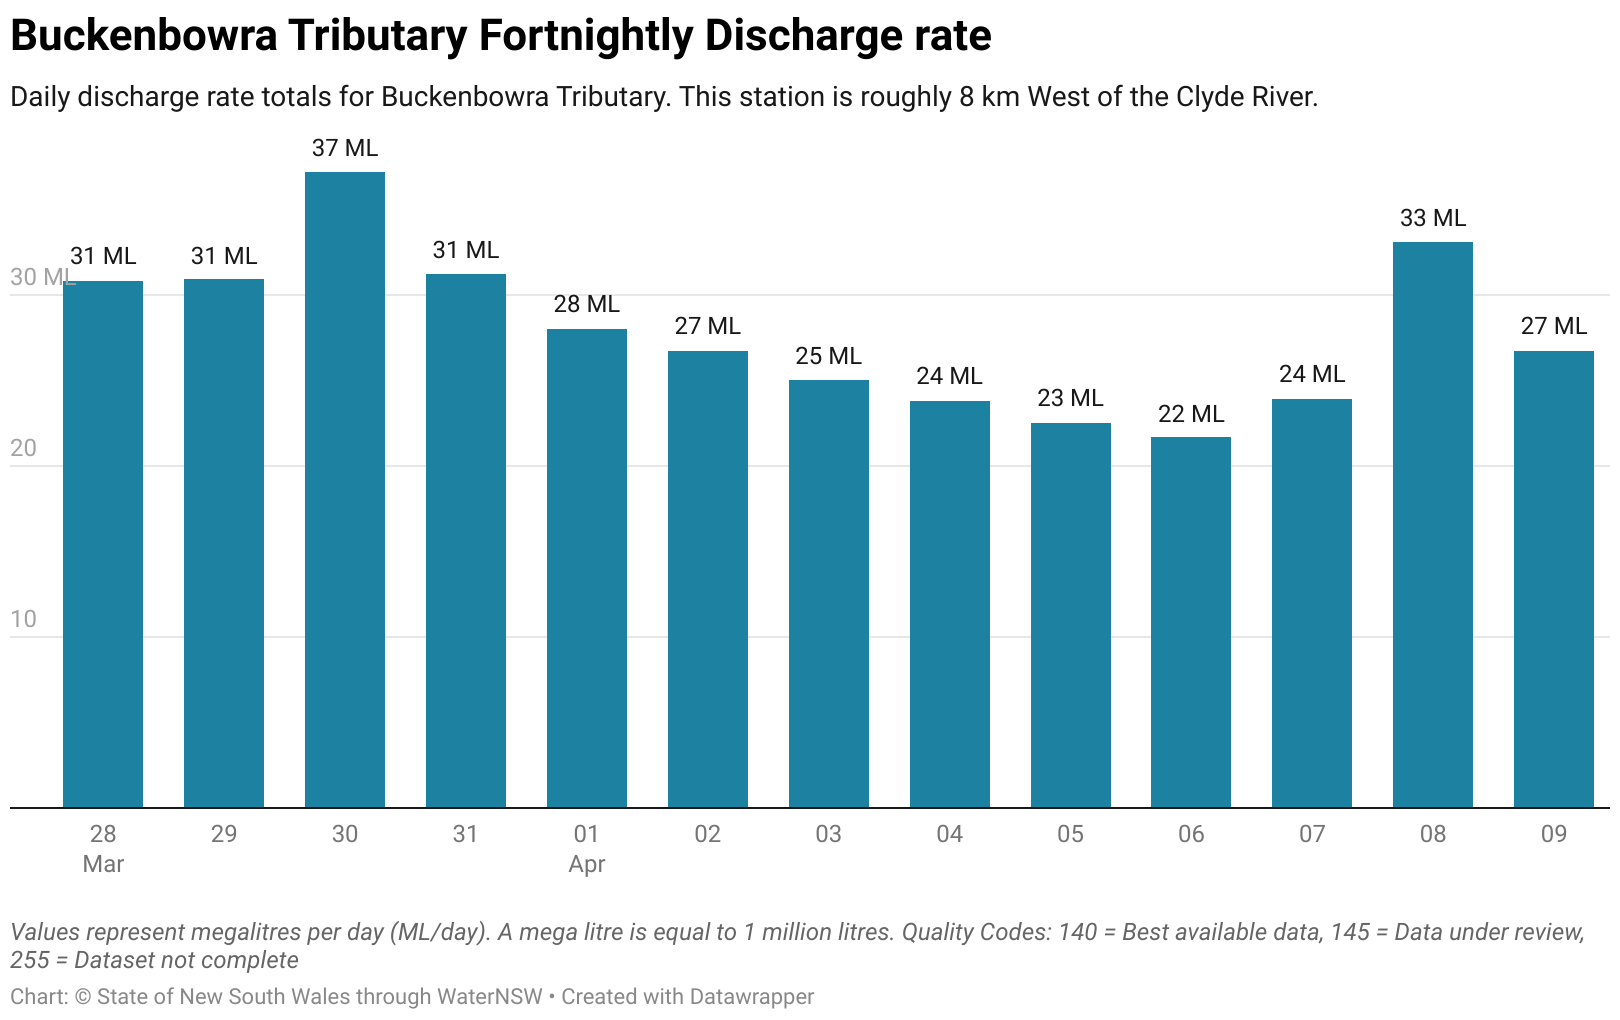 Buckenbowra Tributary Fortnightly Discharge rate
Daily discharge rate totals for Buckenbowra Tributary. This station is roughly 8 km West of the Clyde River.
37 ML
33 ML
31 ML
31 ML
31 ML
30 ML
28 ML
27 ML
27 ML
25 ML
24 ML
24 ML
23 ML
22 ML
20
10
28
29
30
31
01
02
03
04
05
06
07
08
09
Mar
Apr
Values represent megalitres per day (ML/day). A mega litre is equal to 1 million litres. Quality Codes: 140 = Best available data, 145 = Data under review,
255 = Dataset not complete
Chart: © State of New South Wales through WaterNSW • Created with Datawrapper